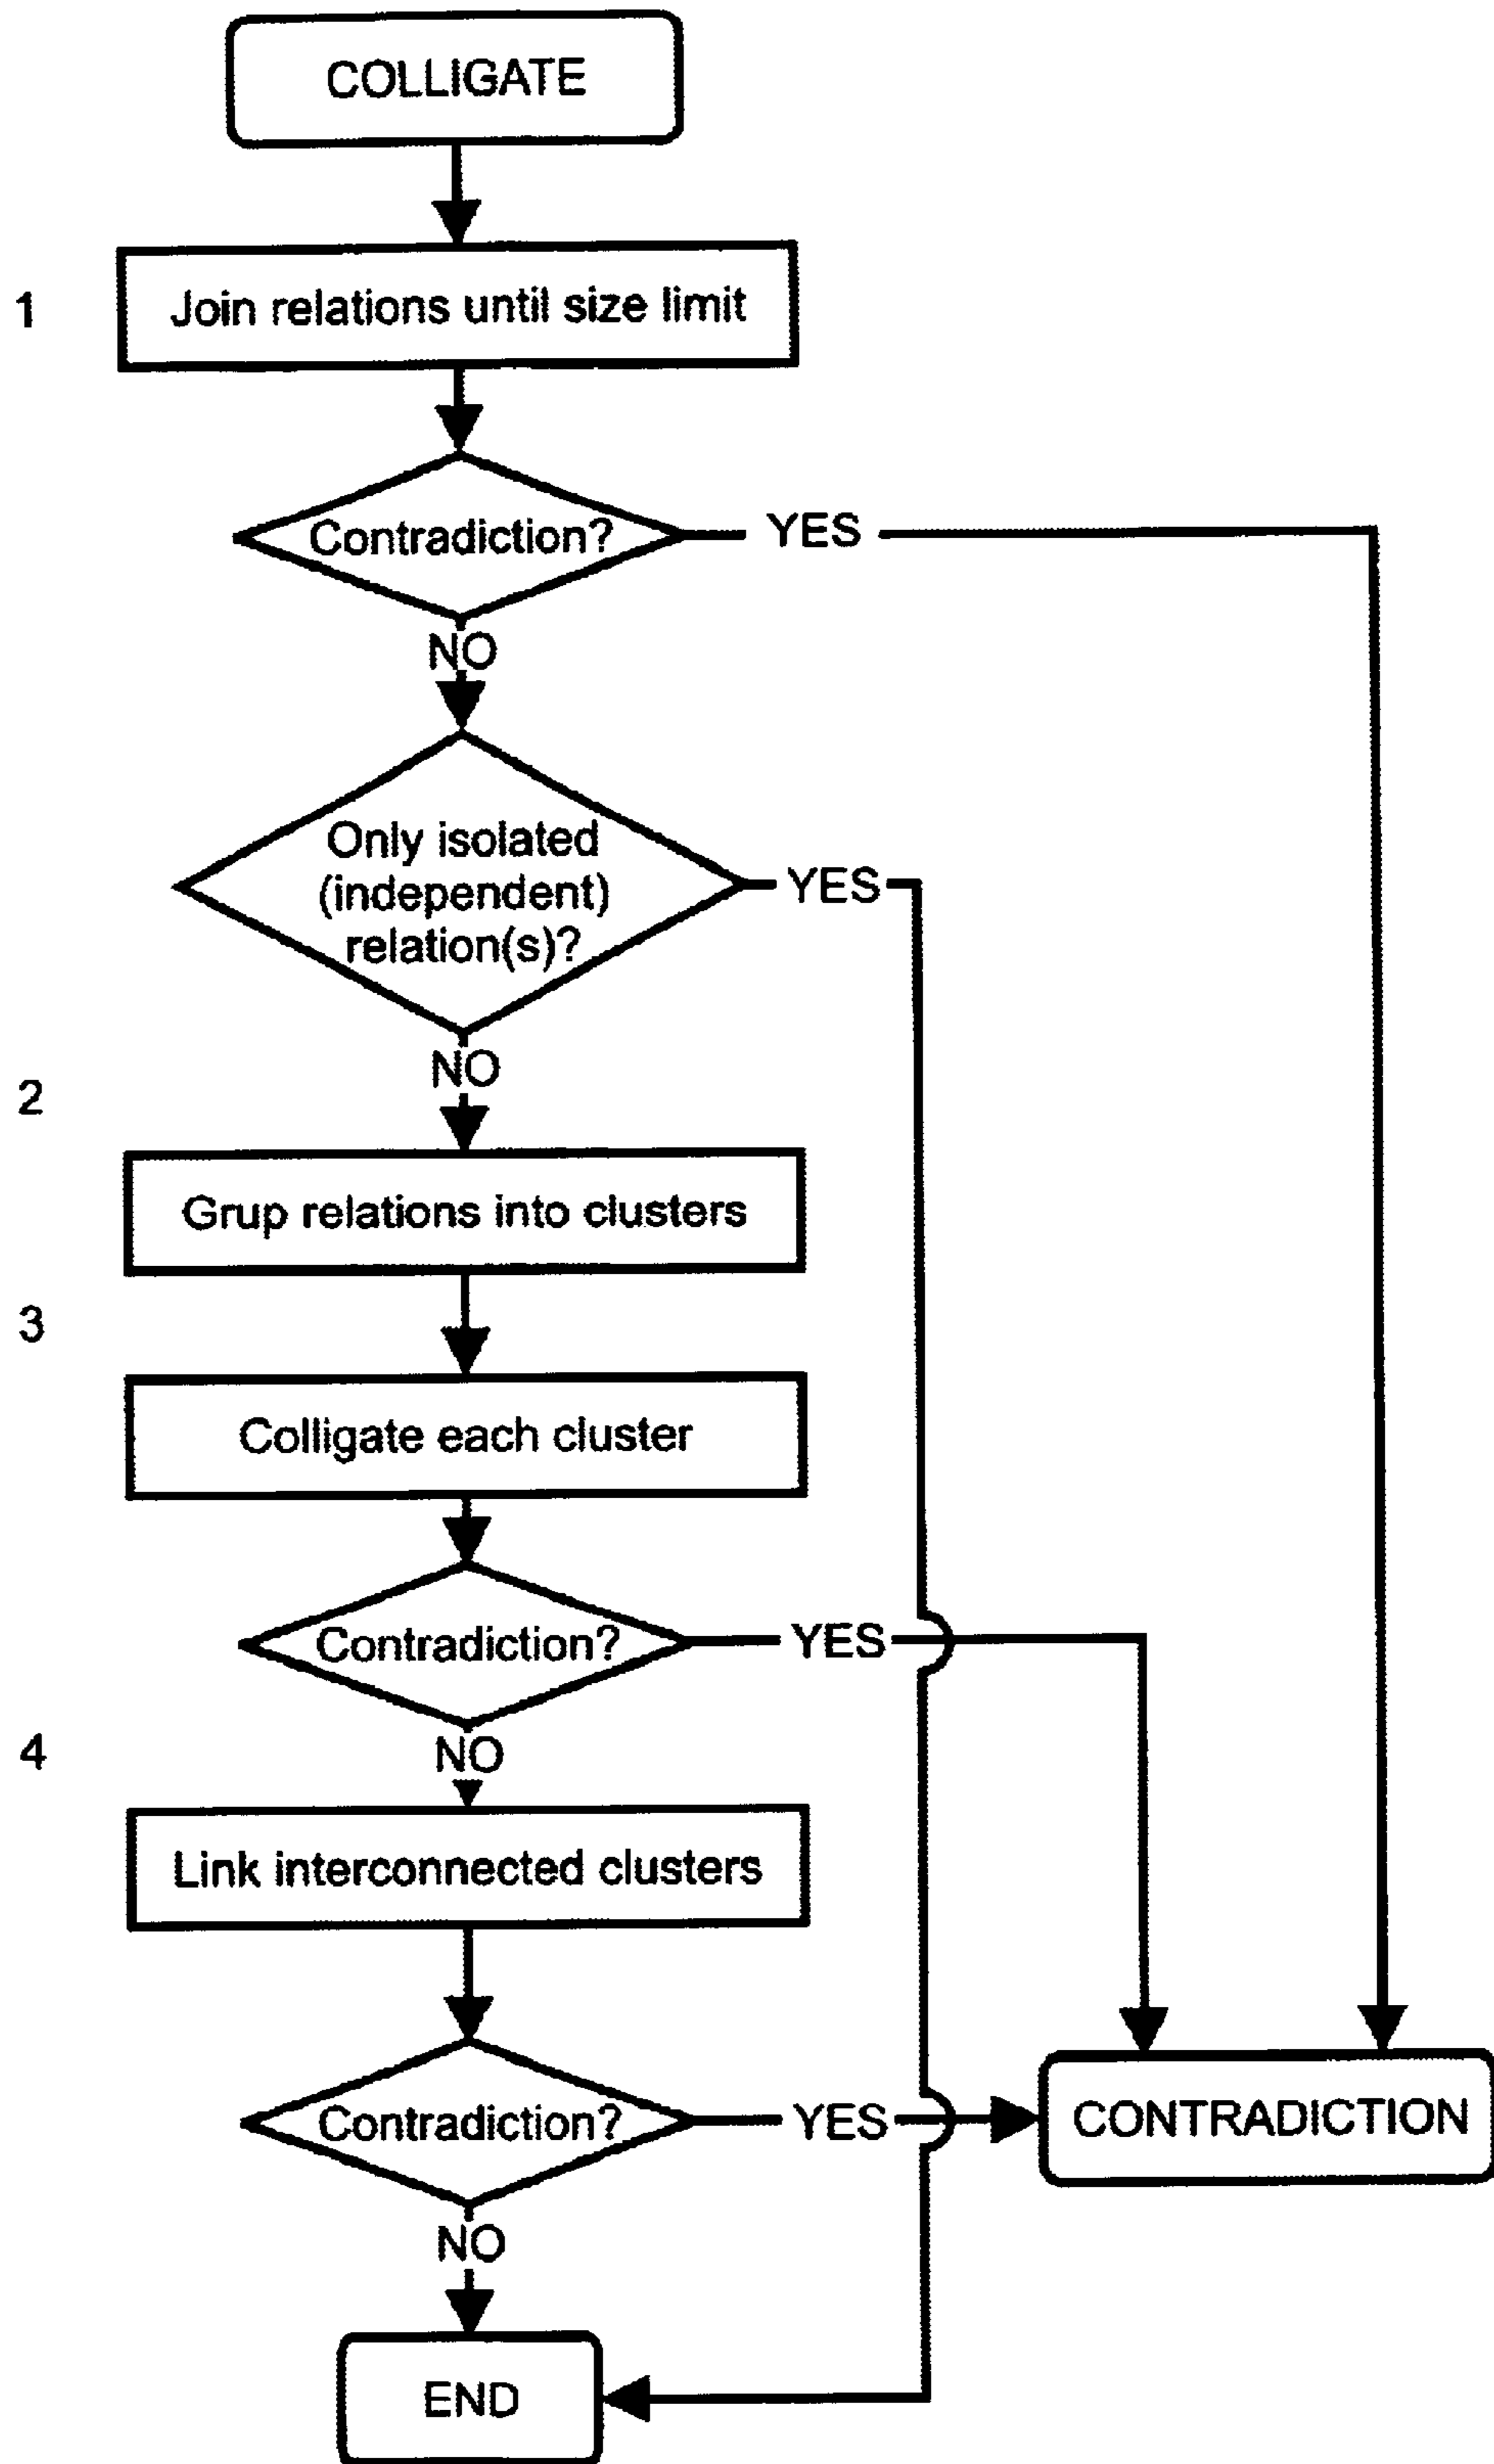 COLLIGATE
1
Join relations until size limit
Contradiction?
YES
NO
Only isolated
(independent)
relation(s)?
YES
NO
2
Grup relations into clusters
3
Colligate each cluster
Contradiction?
YES
NO
4
Link interconnected clusters
Contradiction?
YES
CONTRADICTION
NO
END